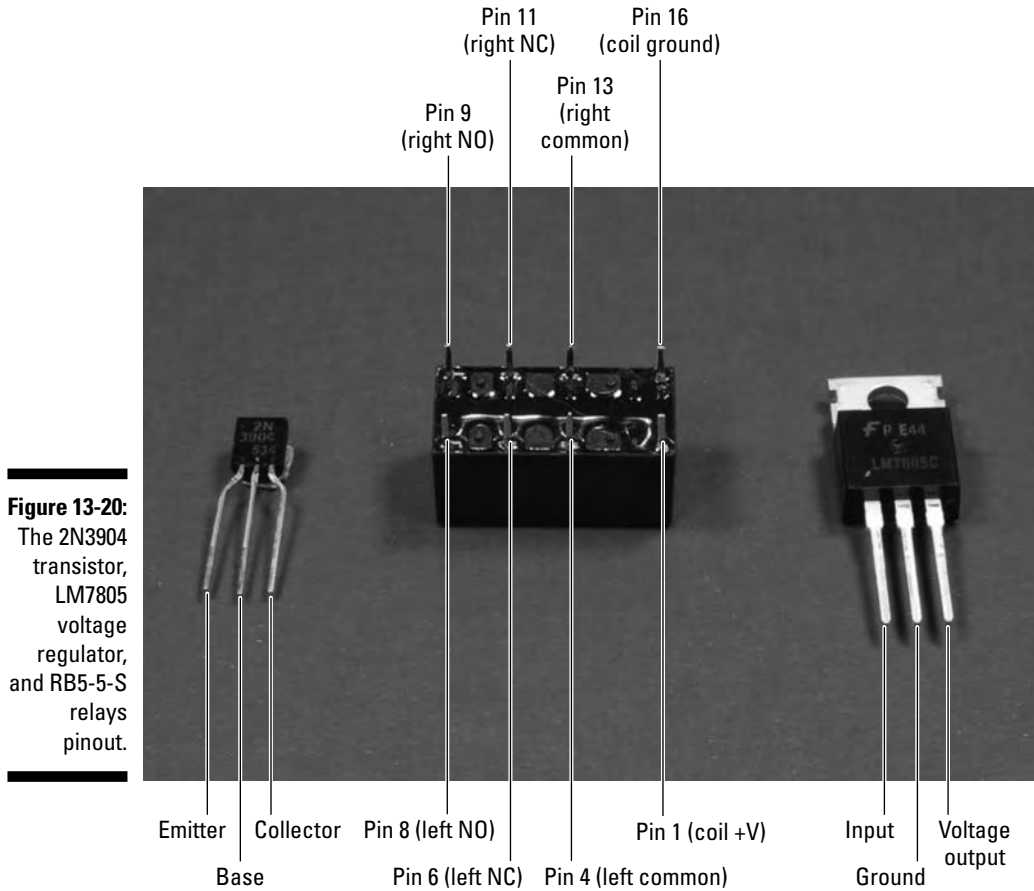 Pin 11
(right NC)
Pin 16
(coil ground)
Pin 9
(right NO)
Pin 13
(right
common)
2N
3904
P E44
LM7805C
Figure 13-20:
The 2N3904
transistor,
LM7805
voltage
regulator,
and RB5-5-S
relays
pinout.
Emitter
Collector
Pin 8 (left NO)
Pin 1 (coil +V)
Input
Voltage
output
Base
Pin 6 (left NC)
Pin 4 (left common)
Ground